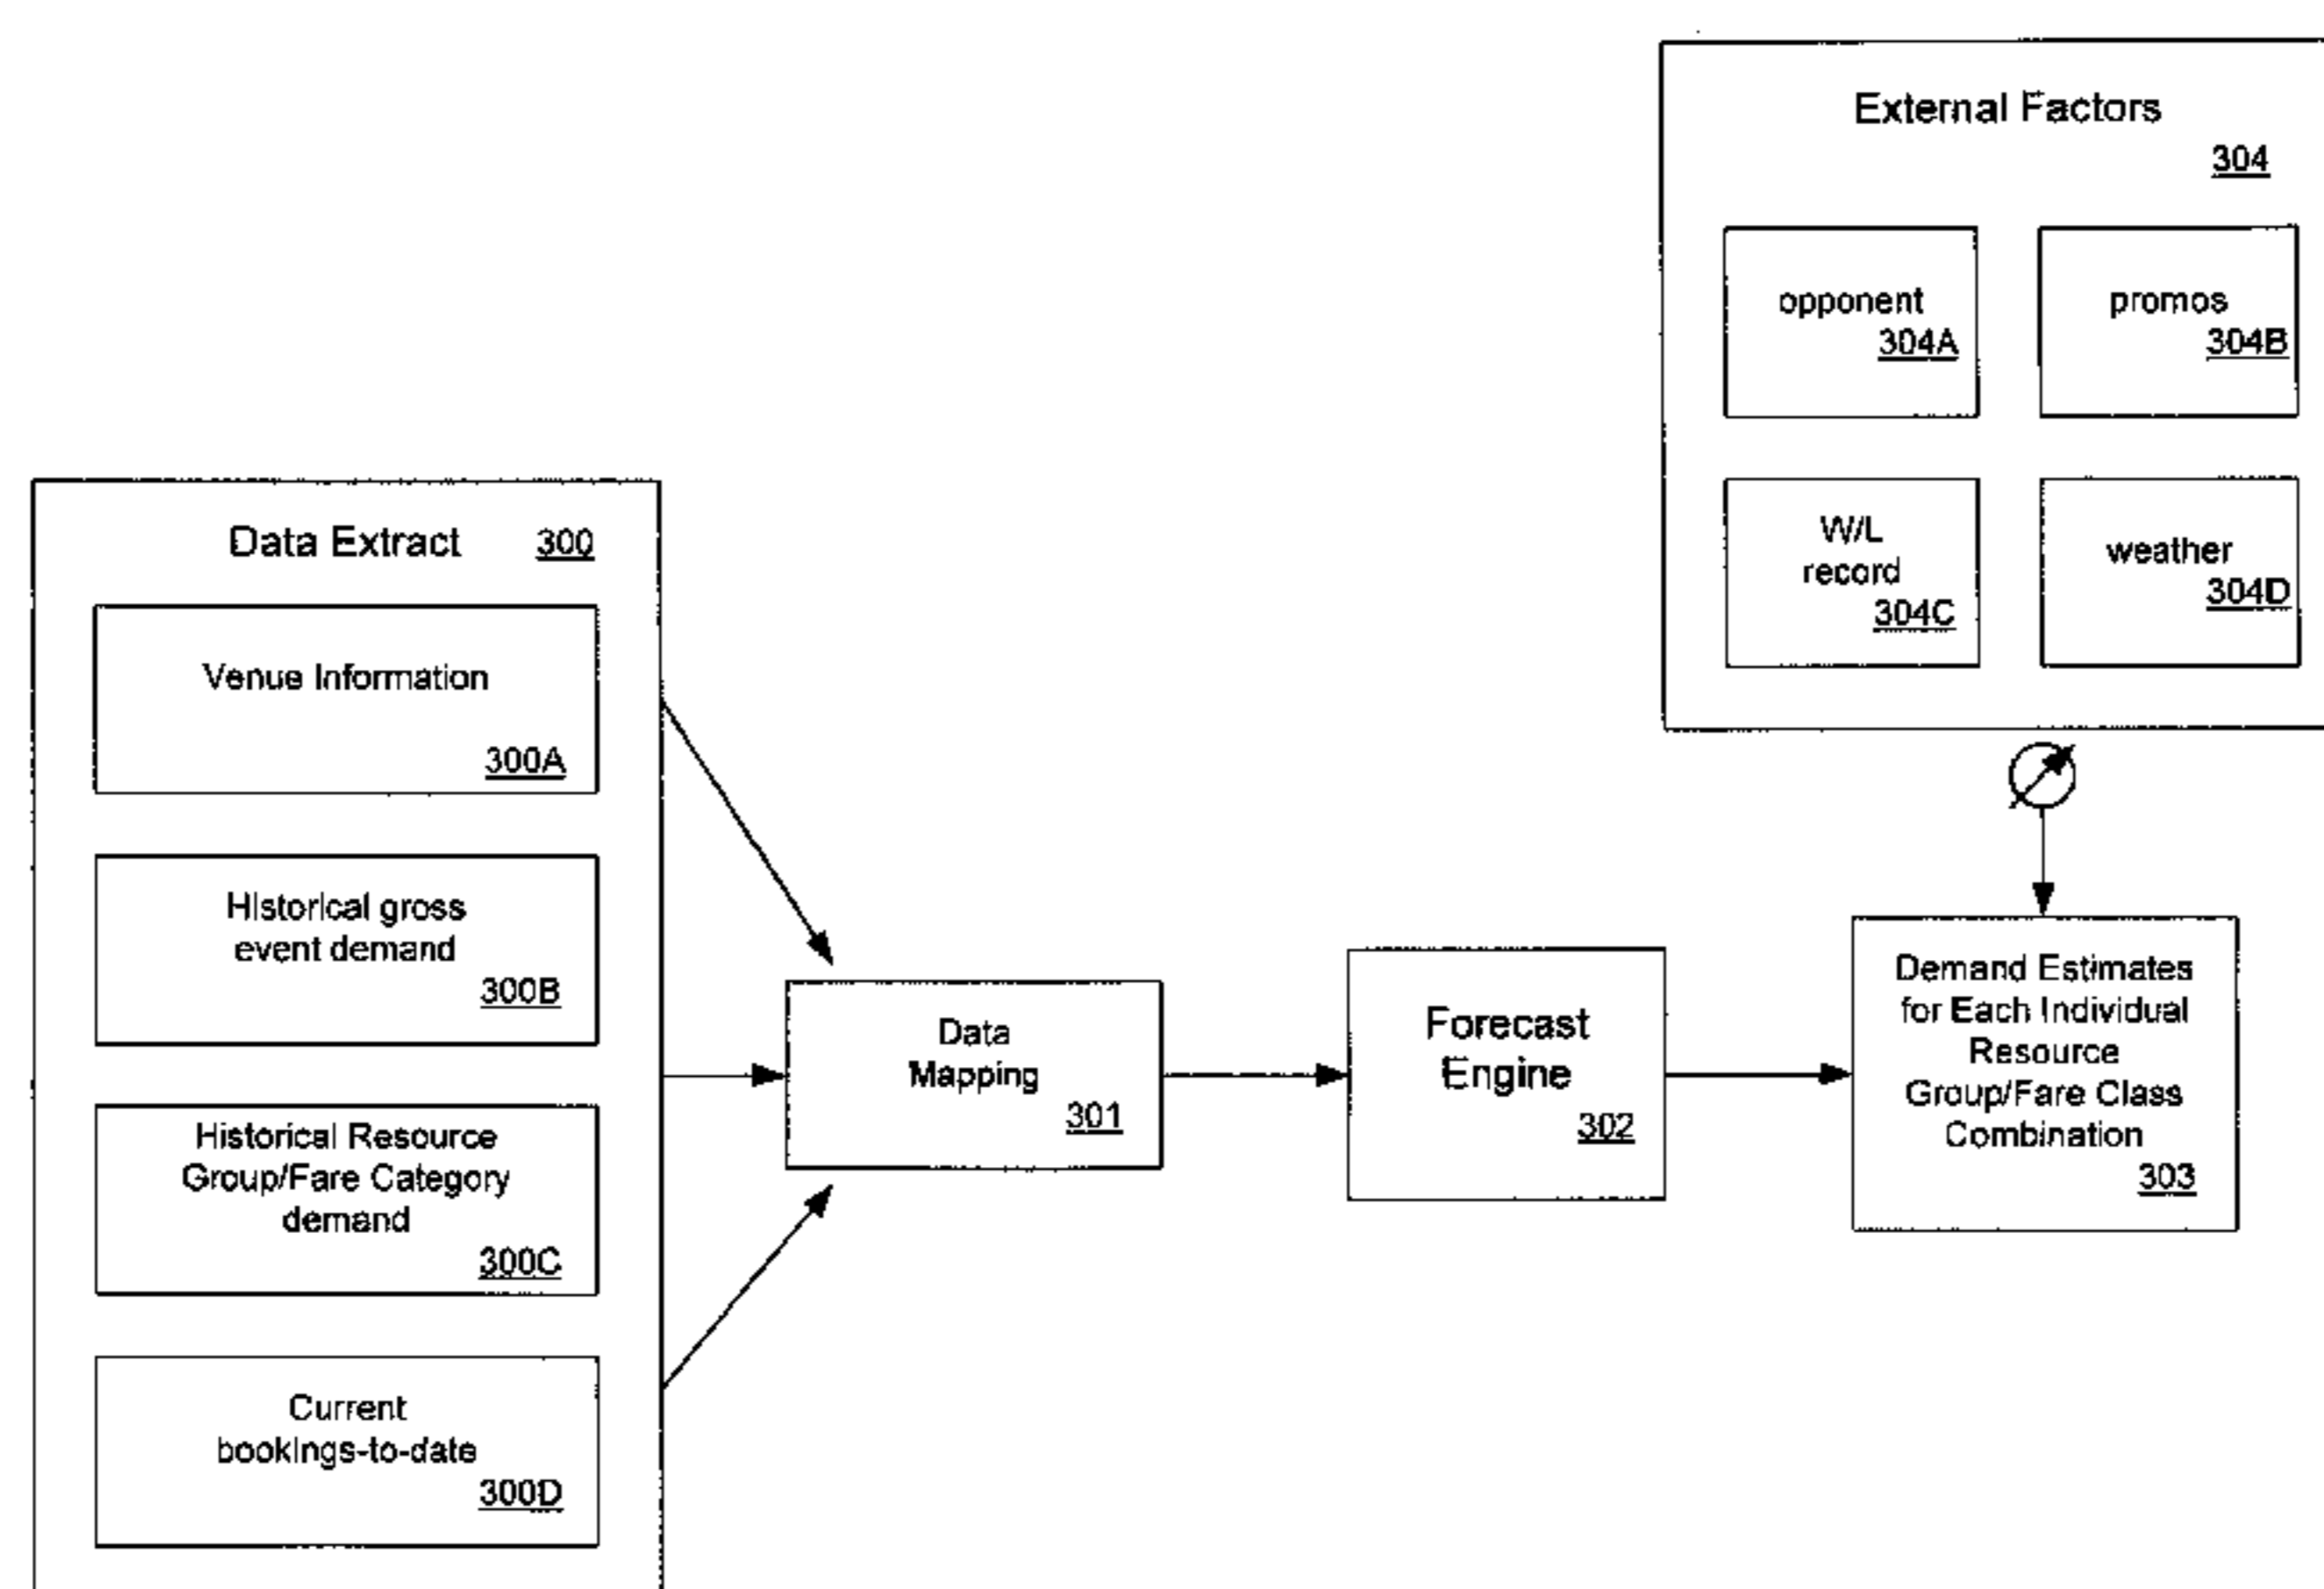 External Factors
304
opponent
304A
promos
304B
W/L
record
304C
weather
304D
Data Extract 300
Venue Information
300A
Historical gross
event demand
300B
Historical Resource
Group/Fare Category
demand
300C
Current
bookings-to-date
300D
Data
Mapping
301
Forecast
Engine
302
Demand Estimates
for Each Individual
Resource
Group/Fare Class
Combination
303